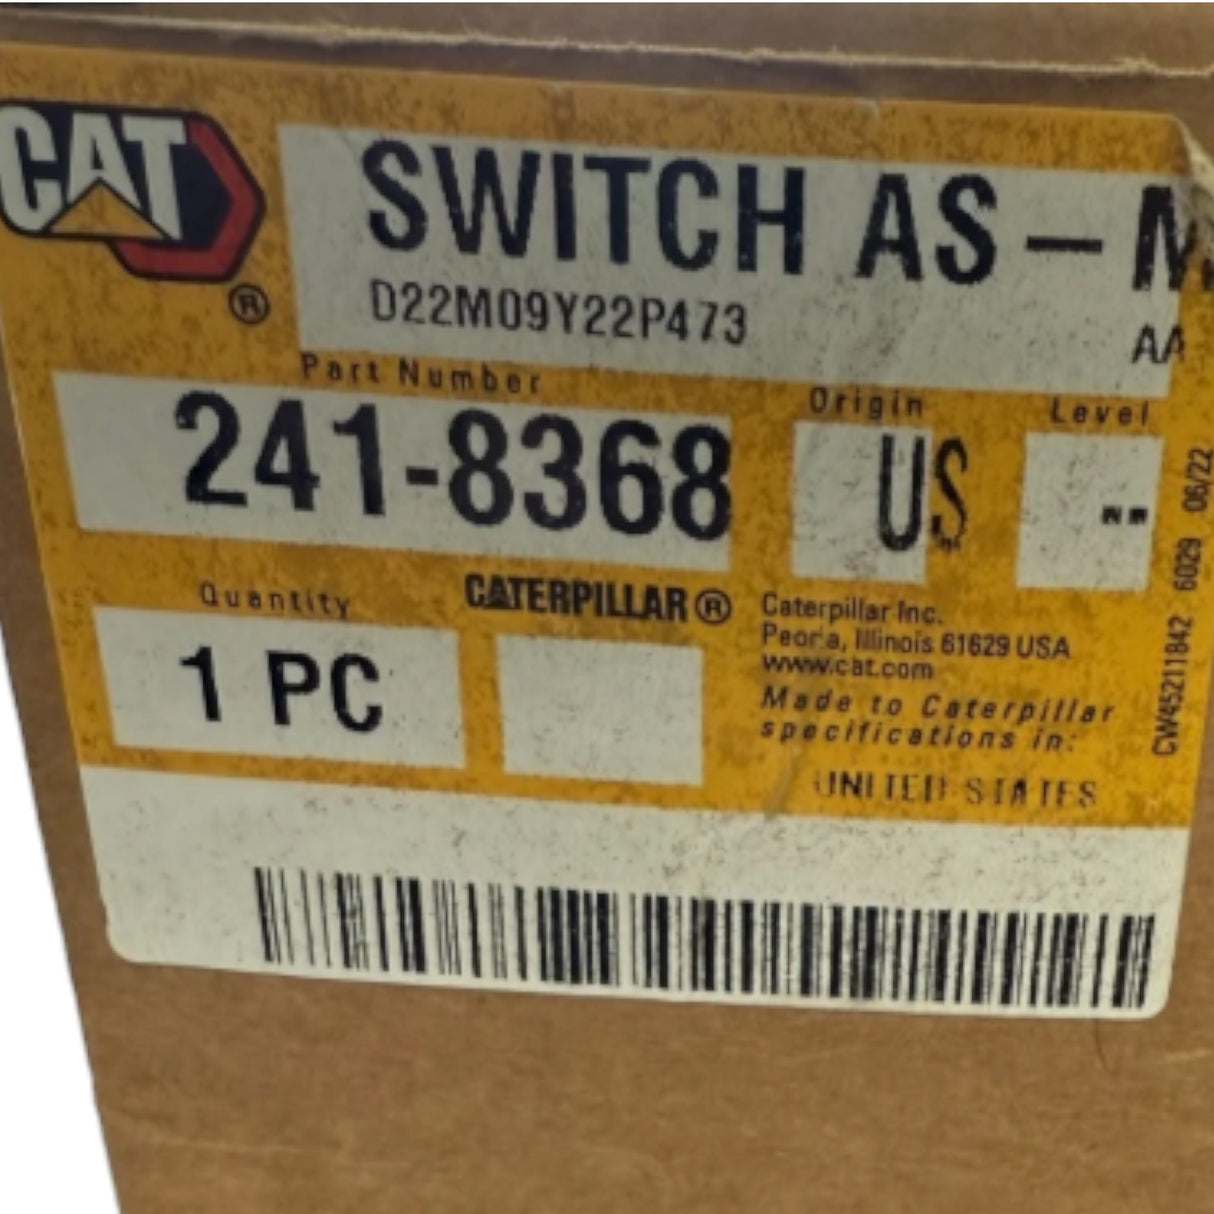 CAT
®
SWITCH AS-M
D22M09Y22P473
AA
Part Number
Origin
Level
241-8368
US
--
Quantity
CATERPILLAR®
1 PC
Caterpillar Inc.
Peoria, Illinois 61629 USA
www.cat.com
Made to Caterpillar
specifications in:
UNITED STATES
CW45211842 6029 06/22